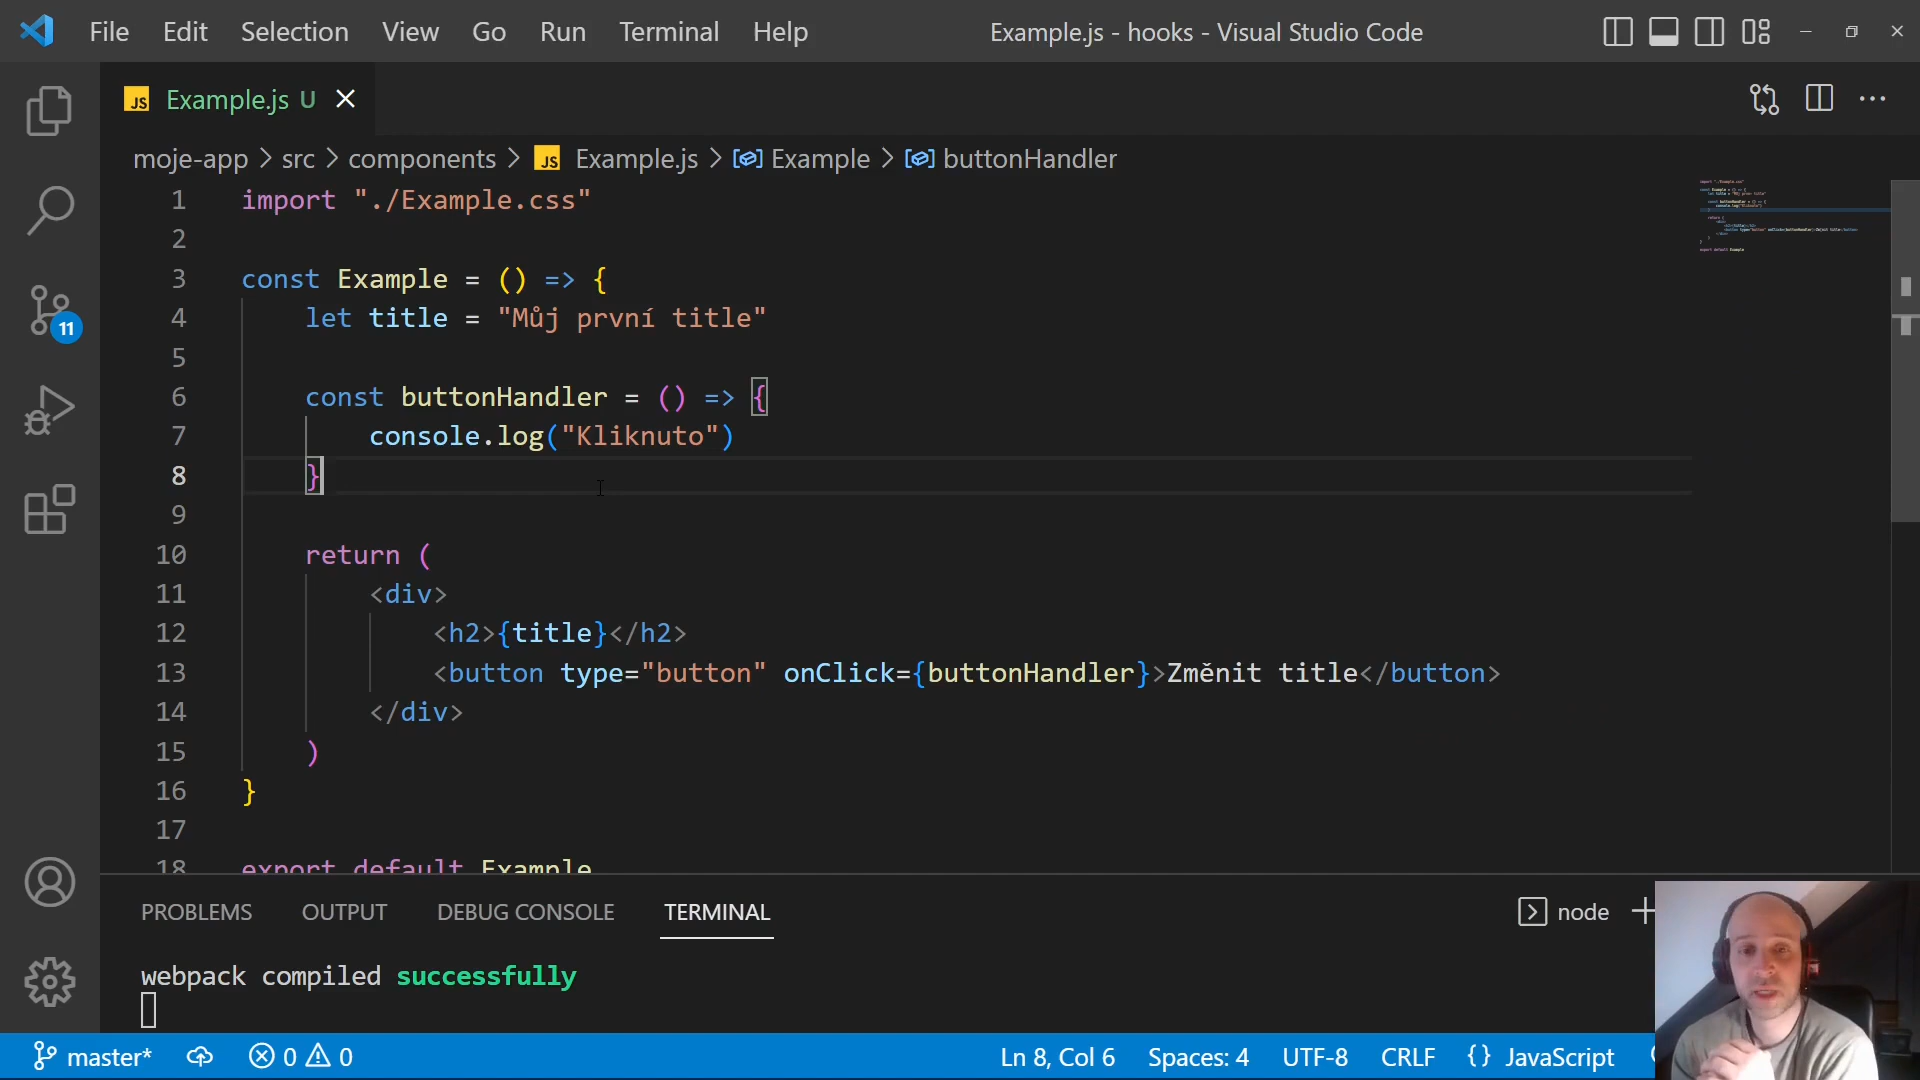 File Edit Selection View Go Run Terminal Help Example.js - hooks - Visual Studio Code
JS Example.js U
moje-app > src > components > JS Example.js > Example > buttonHandler
1 import "./Example.css"
2
3 const Example = () => {
4 let title = "Můj první title"
5
6 const buttonHandler = () => {
7 console.log("Kliknuto")
8 }
9
10 return (
11 <div>
12 <h2>{title}</h2>
13 <button type="button" onClick={buttonHandler}>Změnit title</button>
14 </div>
15 )
16 }
17
18 export default Example
11
PROBLEMS OUTPUT DEBUG CONSOLE TERMINAL node
webpack compiled successfully
master* 0 0 Ln 8, Col 6 Spaces: 4 UTF-8 CRLF {} JavaScript